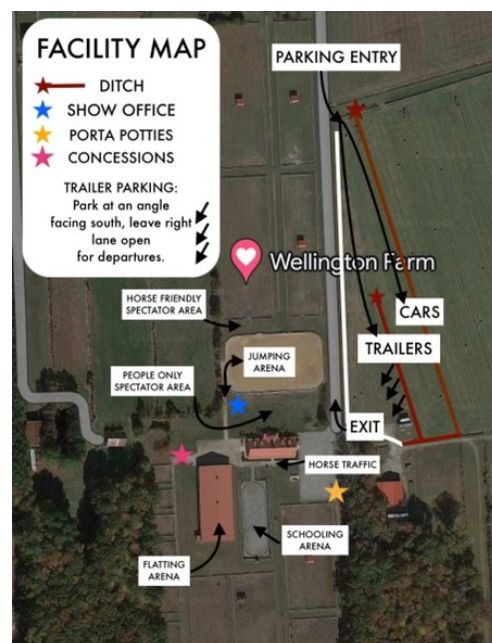 FACILITY MAP
DITCH
SHOW OFFICE
PORTA POTTIES
CONCESSIONS
TRAILER PARKING:
Park at an angle
facing south, leave right
lane open
for departures.
PARKING ENTRY
Wellington Farm
HORSE FRIENDLY
SPECTATOR AREA
CARS
TRAILERS
JUMPING
ARENA
PEOPLE ONLY
SPECTATOR AREA
EXIT
HORSE TRAFFIC
SCHOOLING
ARENA
FLATTING
ARENA